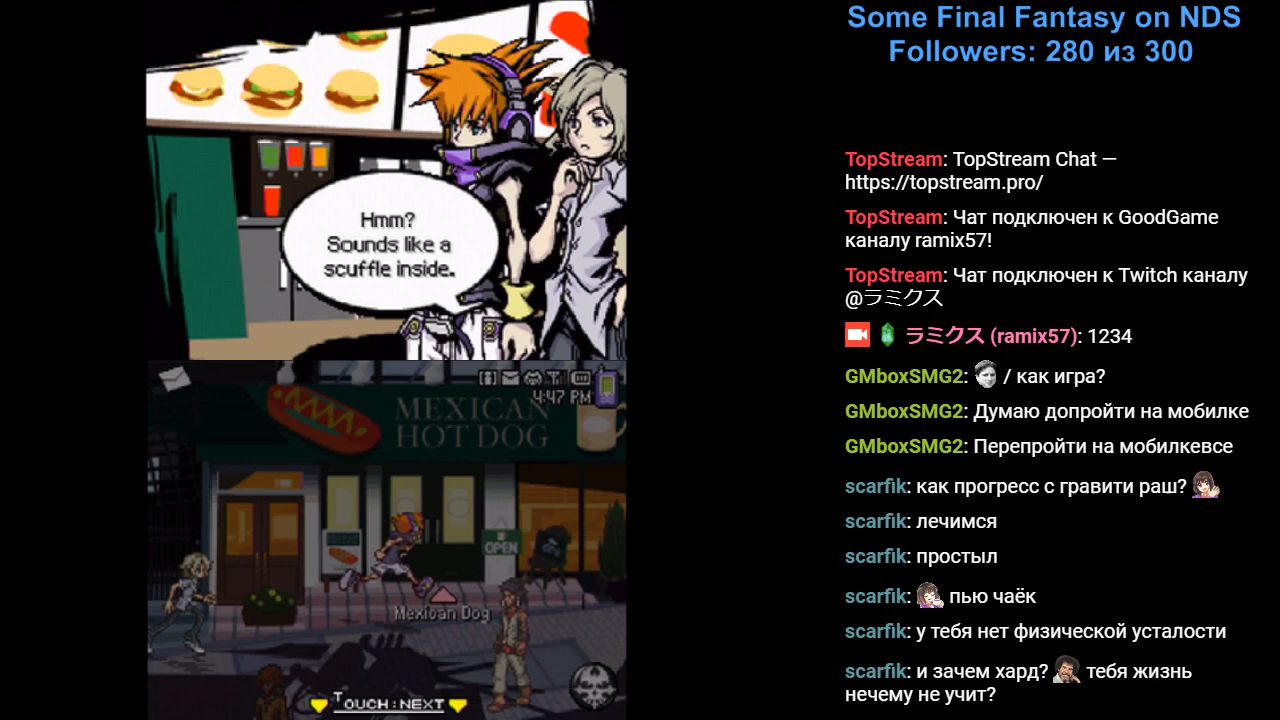 Some Final Fantasy on NDS
Followers: 280 из 300
Hmm?
Sounds like a
scuffle inside.
4:47 PM
MEXICAN
HOT DOG
OPEN
Mexican Dog
TOUCH:NEXT
TopStream: TopStream Chat —
https://topstream.pro/
TopStream: Чат подключен к GoodGame
каналу ramix57!
TopStream: Чат подключен к Twitch каналу
@ラミクス
ラミクス (ramix57): 1234
GMboxSMG2: / как игра?
GMboxSMG2: Думаю допройти на мобилке
GMboxSMG2: Перепройти на мобилкевсе
scarfik: как прогресс с гравити раш?
scarfik: лечимся
scarfik: простыл
scarfik: пью чаёк
scarfik: у тебя нет физической усталости
scarfik: и зачем хард? тебя жизнь
нечему не учит?